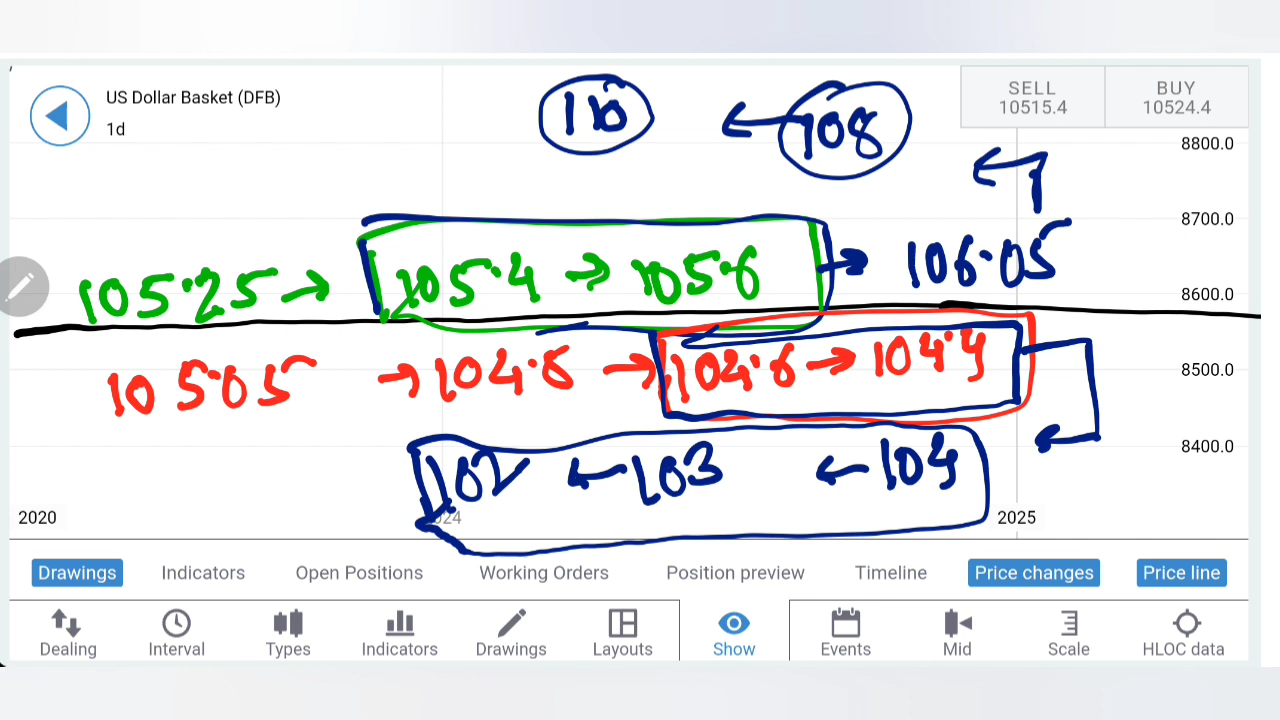 US Dollar Basket (DFB)
1d
SELL
10515.4
BUY
10524.4
110 ← 108
8800.0
8700.0
105.25 → 105.4 → 105.6 → 106.05
8600.0
105.05 → 104.8 → 104.6 → 104.4
8500.0
8400.0
102 ← 103 ← 104
2020
24
2025
Drawings Indicators Open Positions Working Orders Position preview Timeline Price changes Price line
Dealing Interval Types Indicators Drawings Layouts Show Events Mid Scale HLOC data